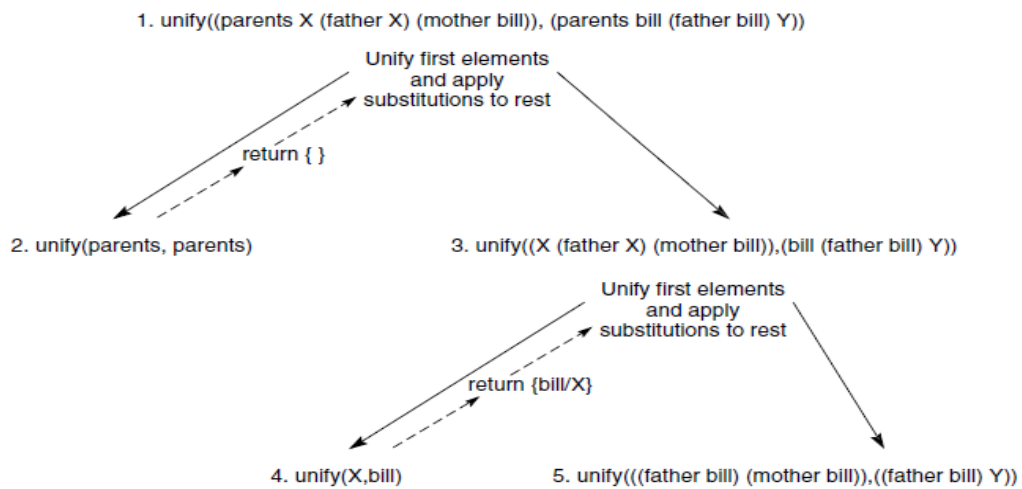 1. unify((parents X (father X) (mother bill)), (parents bill (father bill) Y))
Unify first elements
and apply
substitutions to rest
return { }
2. unify(parents, parents)
3. unify((X (father X) (mother bill)),(bill (father bill) Y))
Unify first elements
and apply
substitutions to rest
return {bill/X}
4. unify(X,bill)
5. unify(((father bill) (mother bill)),((father bill) Y))